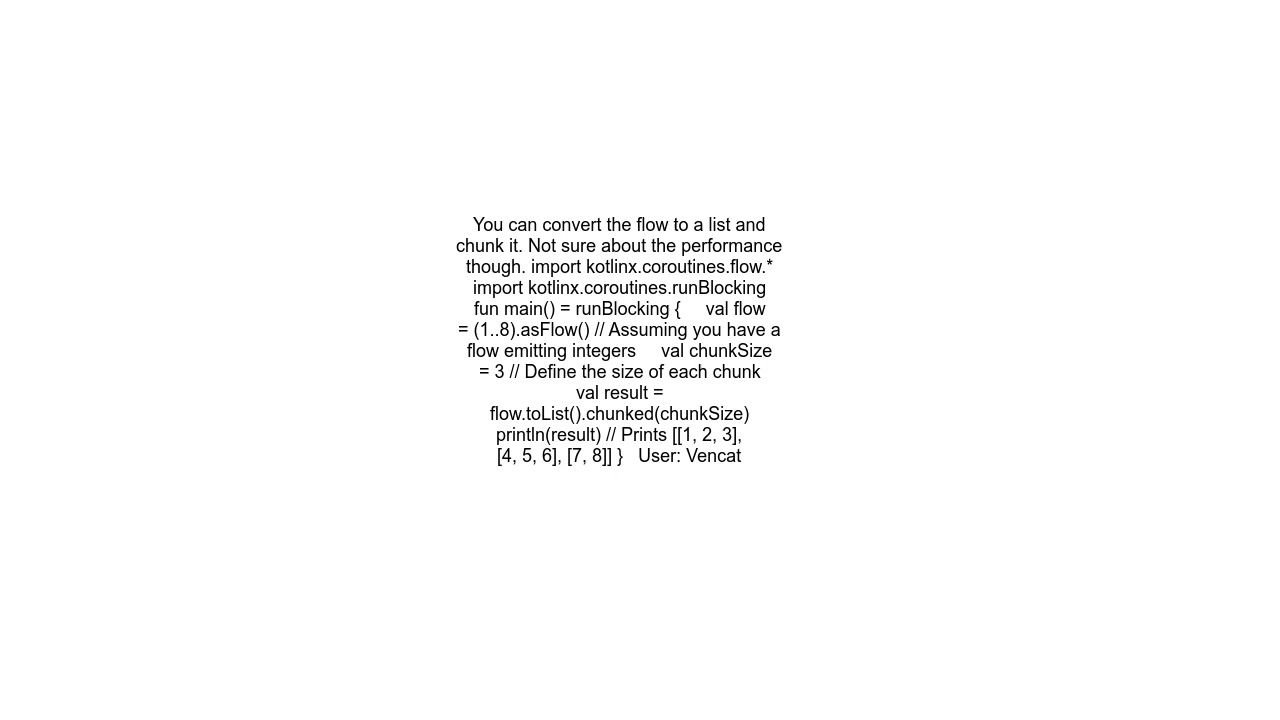 You can convert the flow to a list and
chunk it. Not sure about the performance
though. import kotlinx.coroutines.flow.*
import kotlinx.coroutines.runBlocking
fun main() = runBlocking {     val flow
= (1..8).asFlow() // Assuming you have a
flow emitting integers     val chunkSize
= 3 // Define the size of each chunk
val result =
flow.toList().chunked(chunkSize)
println(result) // Prints [[1, 2, 3],
[4, 5, 6], [7, 8]] }   User: Vencat